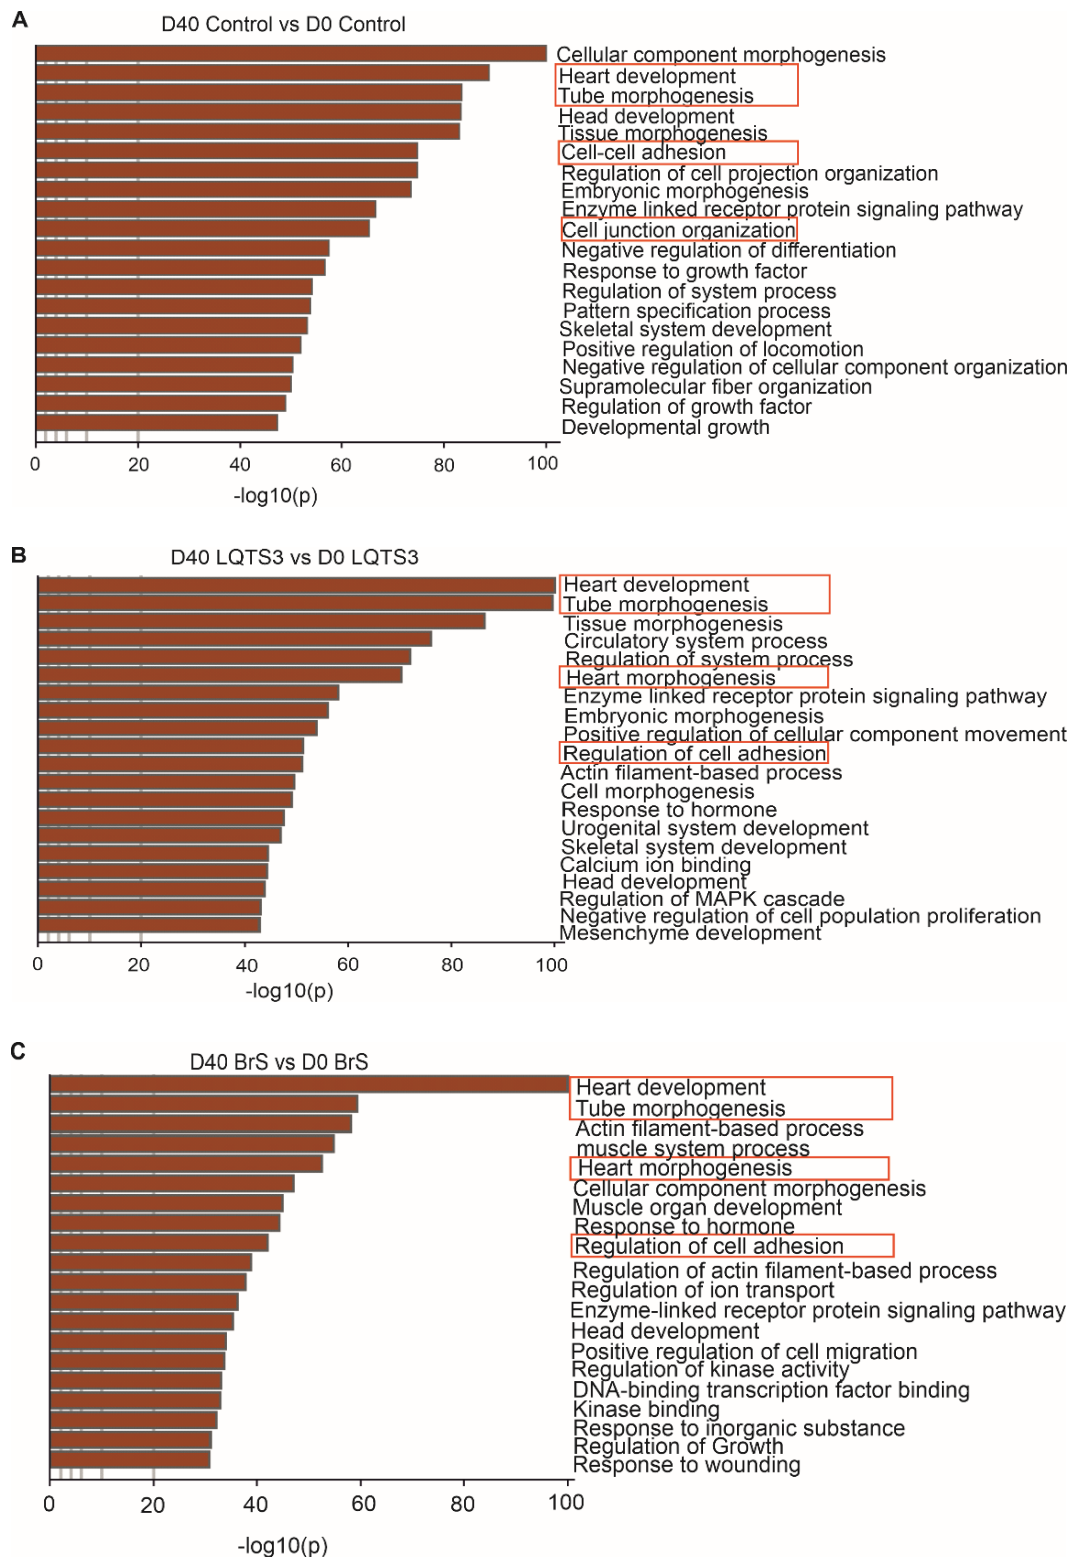 A
D40 Control vs D0 Control
Cellular component morphogenesis
Heart development
Tube morphogenesis
Head development
Tissue morphogenesis
Cell-cell adhesion
Regulation of cell projection organization
Embryonic morphogenesis
Enzyme linked receptor protein signaling pathway
Cell junction organization
Negative regulation of differentiation
Response to growth factor
Regulation of system process
Pattern specification process
Skeletal system development
Positive regulation of locomotion
Negative regulation of cellular component organization
Supramolecular fiber organization
Regulation of growth factor
Developmental growth
0 20 40 60 80 100
-log10(p)
B
D40 LQTS3 vs D0 LQTS3
Heart development
Tube morphogenesis
Tissue morphogenesis
Circulatory system process
Regulation of system process
Heart morphogenesis
Enzyme linked receptor protein signaling pathway
Embryonic morphogenesis
Positive regulation of cellular component movement
Regulation of cell adhesion
Actin filament-based process
Cell morphogenesis
Response to hormone
Urogenital system development
Skeletal system development
Calcium ion binding
Head development
Regulation of MAPK cascade
Negative regulation of cell population proliferation
Mesenchyme development
0 20 40 60 80 100
-log10(p)
C
D40 BrS vs D0 BrS
Heart development
Tube morphogenesis
Actin filament-based process
muscle system process
Heart morphogenesis
Cellular component morphogenesis
Muscle organ development
Response to hormone
Regulation of cell adhesion
Regulation of actin filament-based process
Regulation of ion transport
Enzyme-linked receptor protein signaling pathway
Head development
Positive regulation of cell migration
Regulation of kinase activity
DNA-binding transcription factor binding
Kinase binding
Response to inorganic substance
Regulation of Growth
Response to wounding
0 20 40 60 80 100
-log10(p)